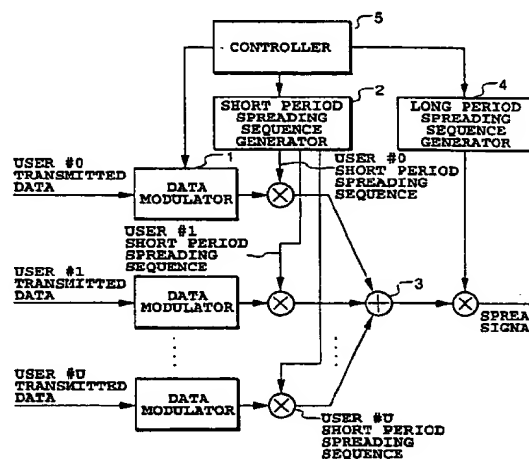 5
CONTROLLER
2
4
SHORT PERIOD
SPREADING
SEQUENCE
GENERATOR
LONG PERIOD
SPREADING
SEQUENCE
GENERATOR
USER #0
TRANSMITTED
DATA
1
DATA
MODULATOR
USER #0
SHORT PERIOD
SPREADING
SEQUENCE
USER #1
SHORT PERIOD
SPREADING
SEQUENCE
USER #1
TRANSMITTED
DATA
DATA
MODULATOR
3
SPREA
SIGNA
USER #U
TRANSMITTED
DATA
DATA
MODULATOR
USER #U
SHORT PERIOD
SPREADING
SEQUENCE